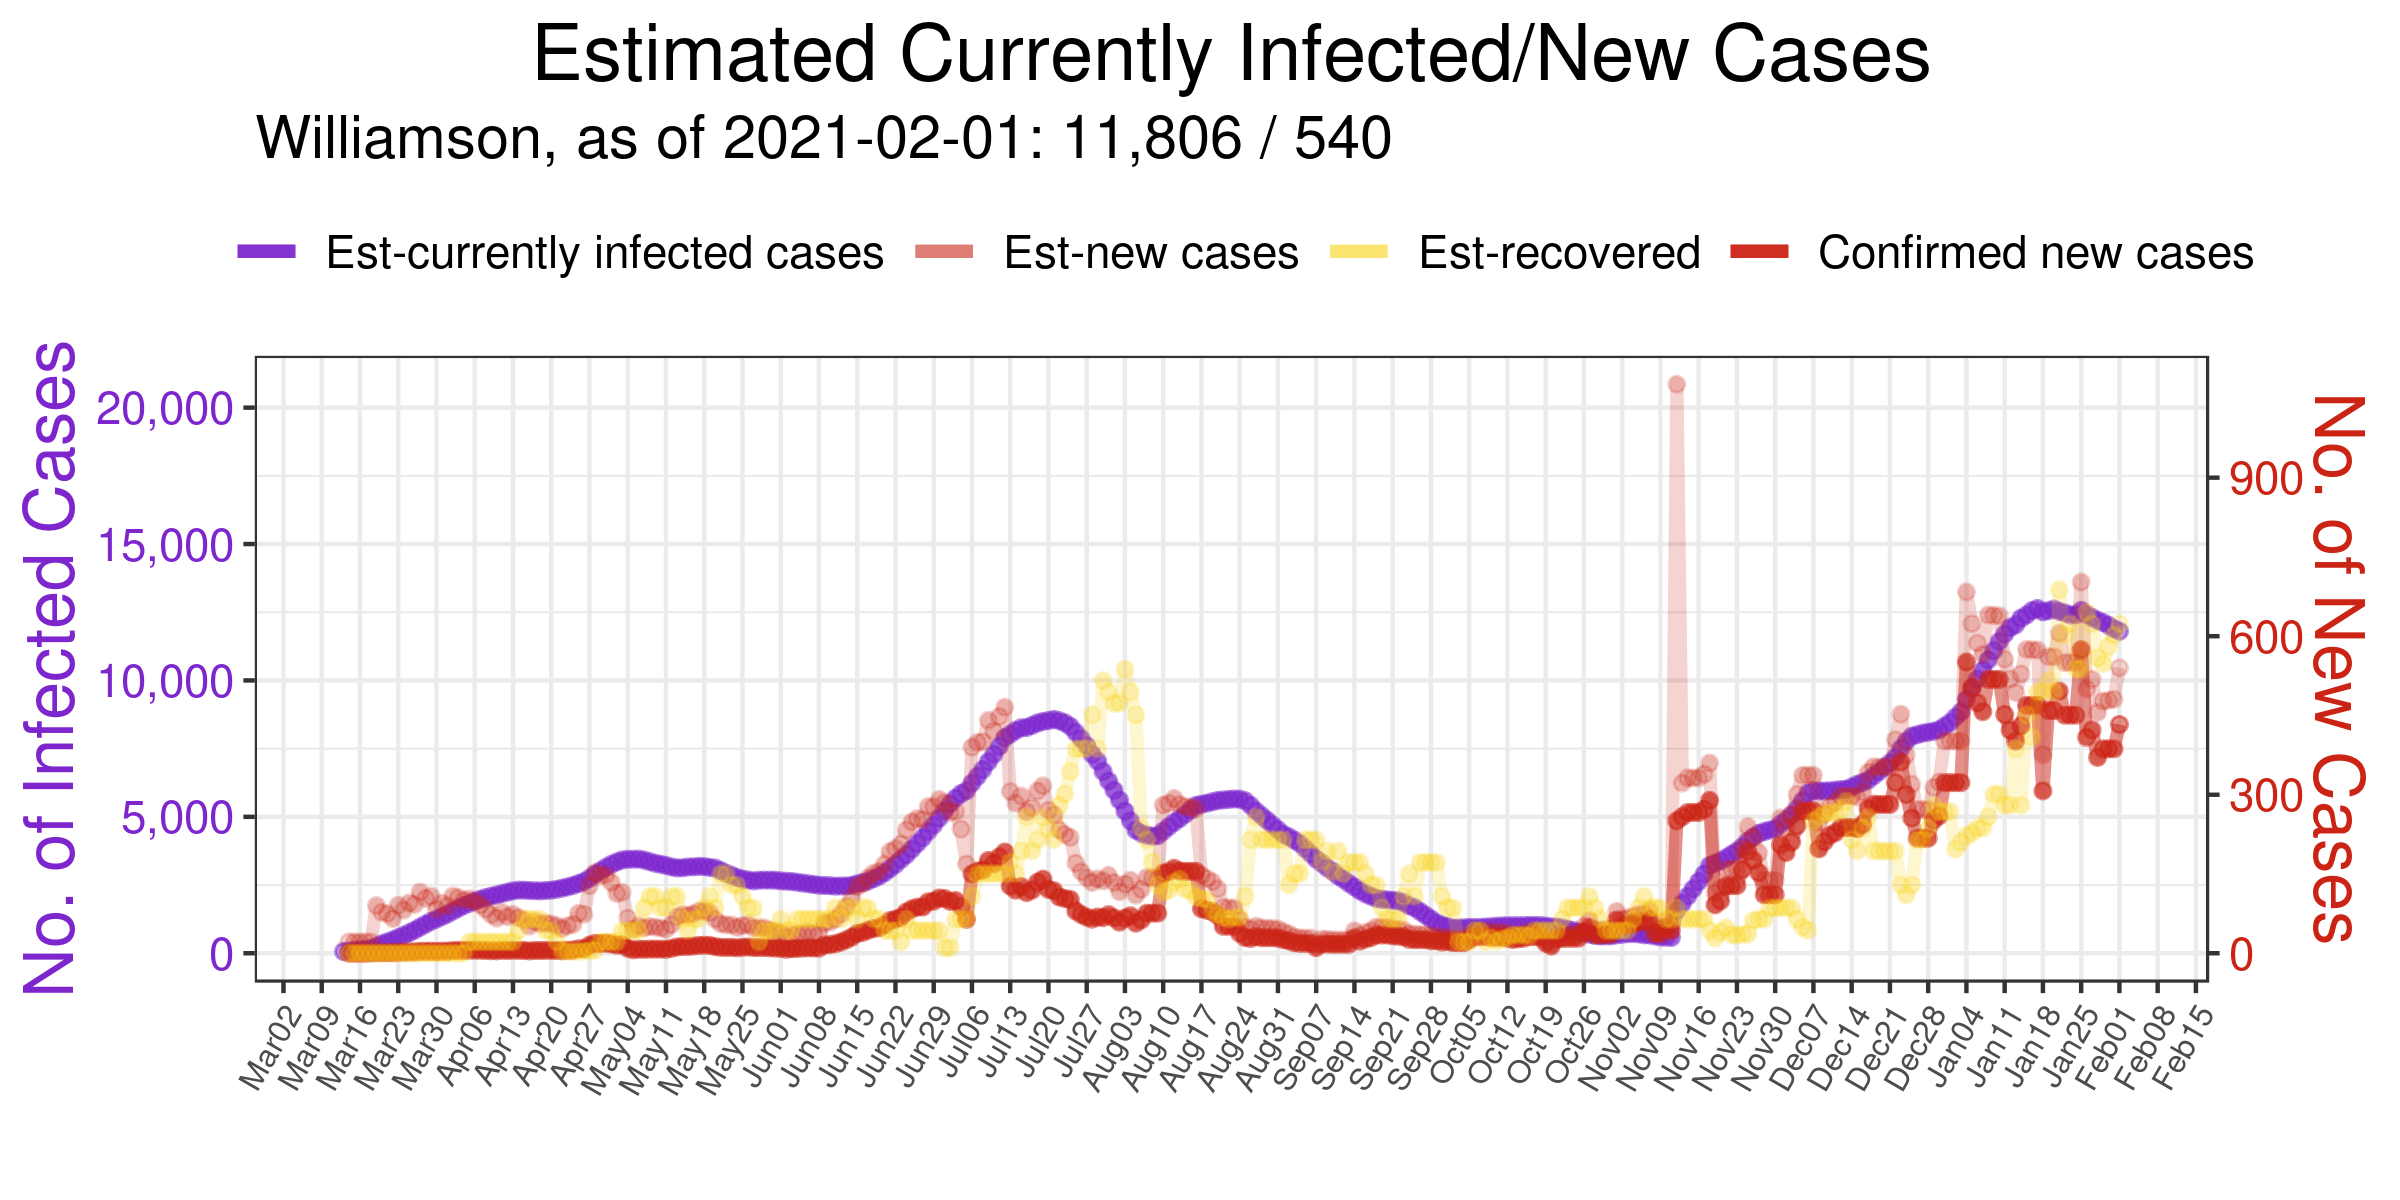 Estimated Currently Infected/New Cases
Williamson, as of 2021-02-01: 11,806 / 540
Est-currently infected cases Est-new cases Est-recovered Confirmed new cases
No. of Infected Cases
20,000
15,000
10,000
5,000
0
No. of New Cases
900
600
300
0
Mar02 Mar09 Mar16 Mar23 Mar30 Apr06 Apr13 Apr20 Apr27 May04 May11 May18 May25 Jun01 Jun08 Jun15 Jun22 Jun29 Jul06 Jul13 Jul20 Jul27 Aug03 Aug10 Aug17 Aug24 Aug31 Sep07 Sep14 Sep21 Sep28 Oct05 Oct12 Oct19 Oct26 Nov02 Nov09 Nov16 Nov23 Nov30 Dec07 Dec14 Dec21 Dec28 Jan04 Jan11 Jan18 Jan25 Feb01 Feb08 Feb15